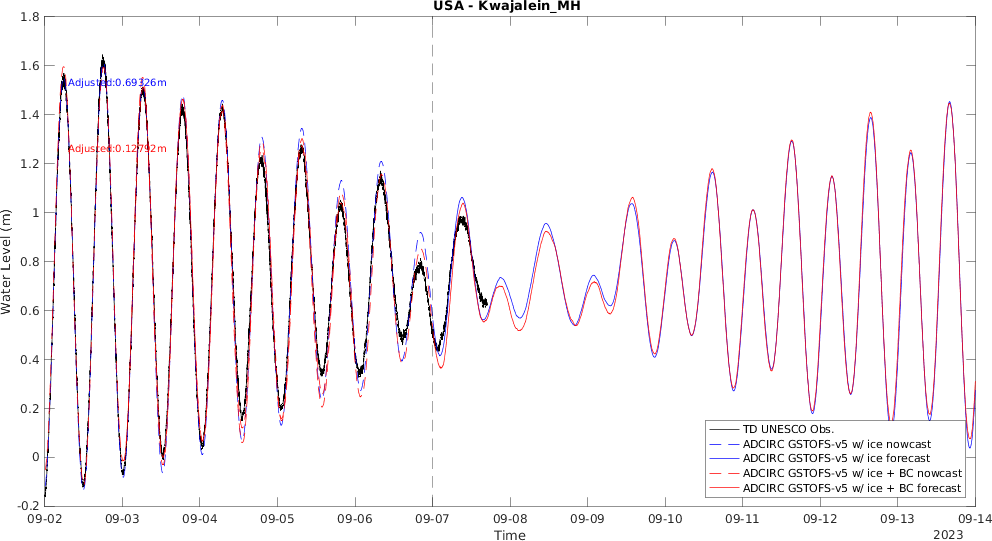 USA - Kwajalein_MH
1.8
1.6
1.4
1.2
1
0.8
0.6
0.4
0.2
0
-0.2
Water Level (m)
Adjusted:0.69326m
Adjusted:0.12792m
TD UNESCO Obs.
ADCIRC GSTOFS-v5 w/ ice nowcast
ADCIRC GSTOFS-v5 w/ ice forecast
ADCIRC GSTOFS-v5 w/ ice + BC nowcast
ADCIRC GSTOFS-v5 w/ ice + BC forecast
09-02 09-03 09-04 09-05 09-06 09-07 09-08 09-09 09-10 09-11 09-12 09-13 09-14
Time
2023